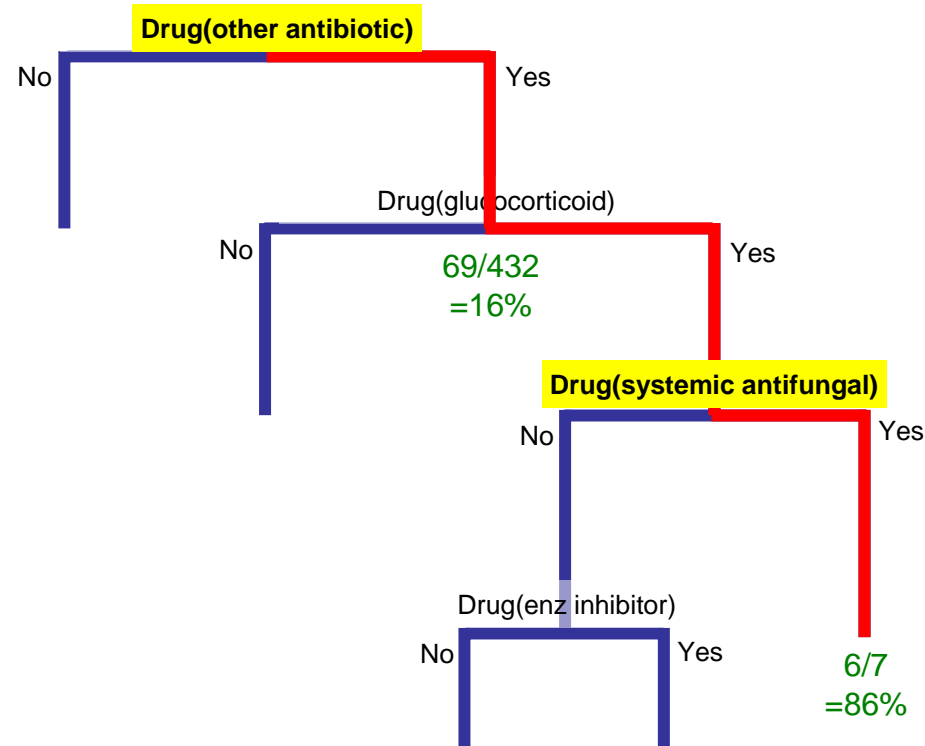 Drug(other antibiotic)
No
Yes
Drug(glucocorticoid)
No
Yes
69/432
=16%
Drug(systemic antifungal)
No
Yes
Drug(enz inhibitor)
No
Yes
6/7
=86%